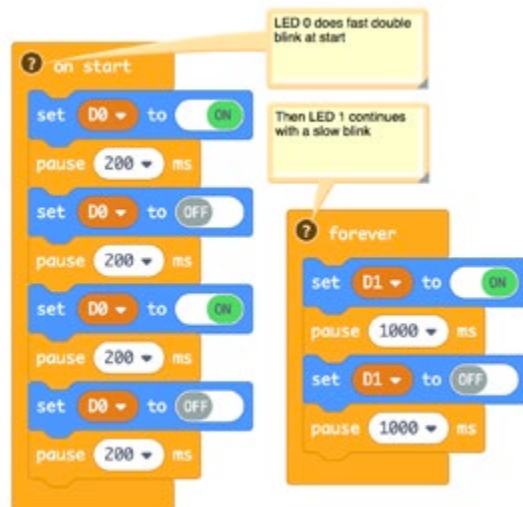 LED 0 does fast double
blink at start
? on start
set D0 to ON
pause 200 ms
set D0 to OFF
pause 200 ms
set D0 to ON
pause 200 ms
set D0 to OFF
pause 200 ms
Then LED 1 continues
with a slow blink
? forever
set D1 to ON
pause 1000 ms
set D1 to OFF
pause 1000 ms